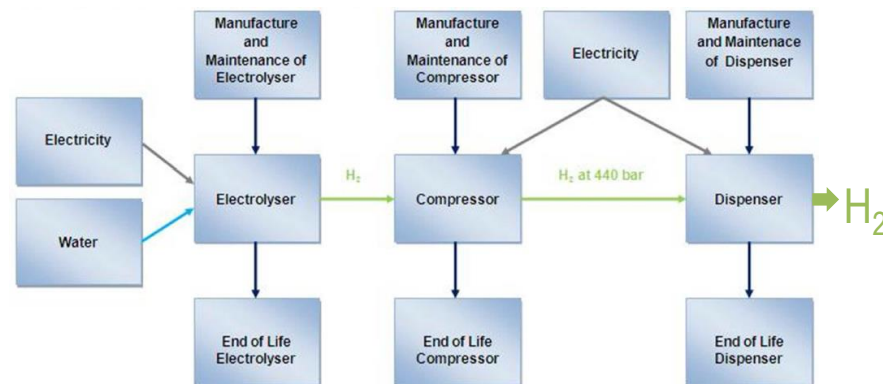 Manufacture
and
Maintenance of
Electrolyser
Manufacture
and
Maintenance of
Compressor
Electricity
Manufacture
and Maintenace
of Dispenser
Electricity
Water
Electrolyser
H₂
Compressor
H₂ at 440 bar
Dispenser
H₂
End of Life
Electrolyser
End of Life
Compressor
End of Life
Dispenser